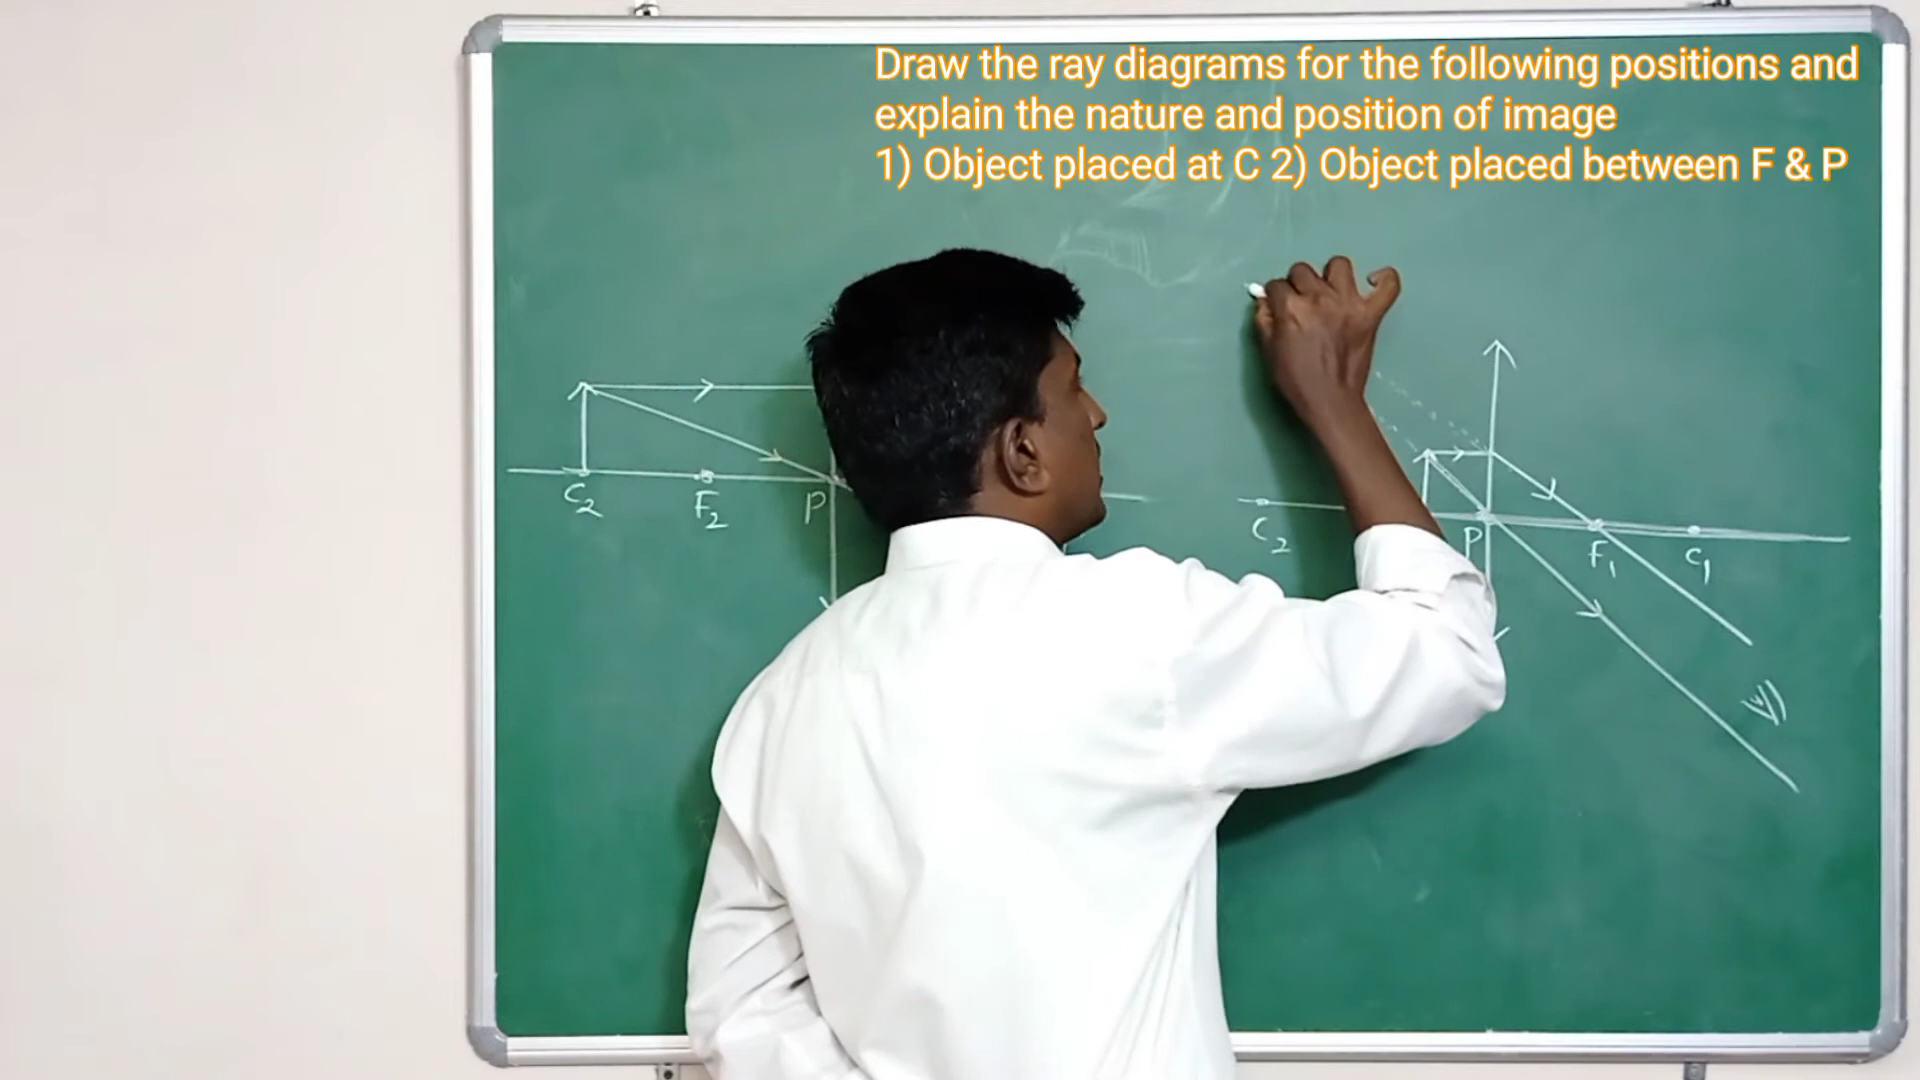 Draw the ray diagrams for the following positions and
explain the nature and position of image
1) Object placed at C 2) Object placed between F & P
C2 F2 P
C2 P F1 C1